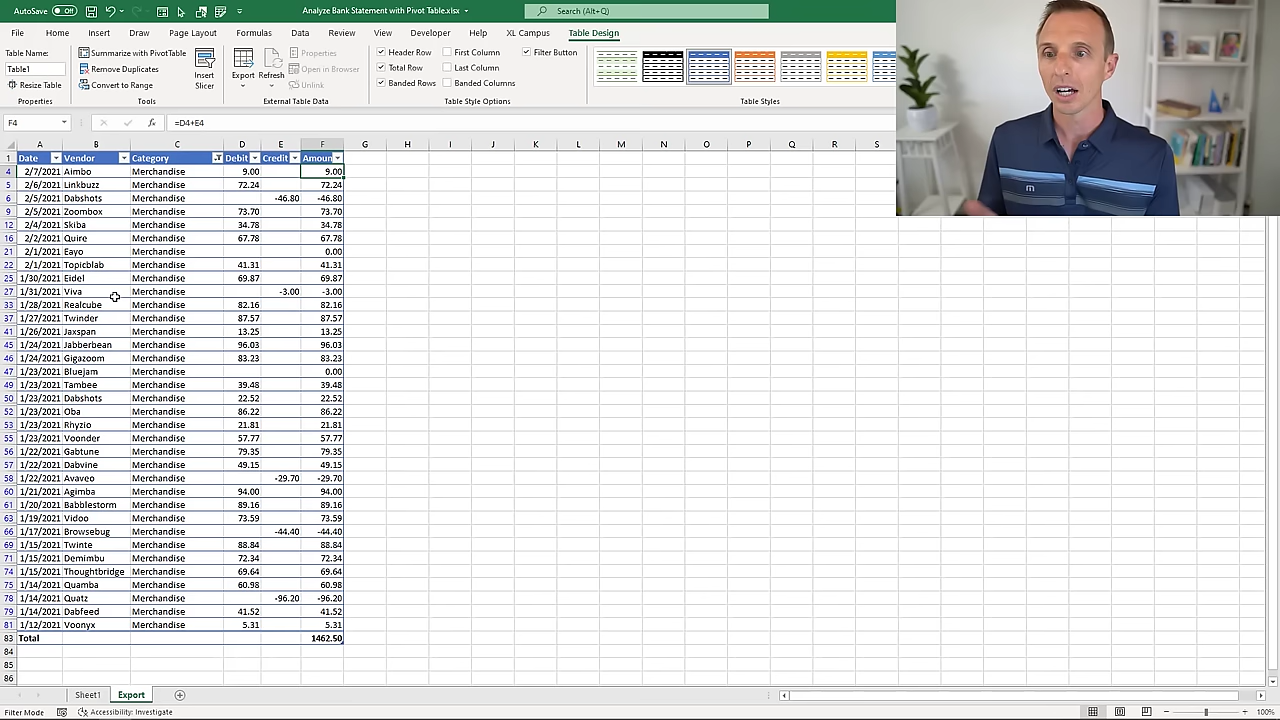 AutoSave Off Analyze Bank Statement with Pivot Table.xlsx Search (Alt+Q)
File Home Insert Draw Page Layout Formulas Data Review View Developer Help XL Campus Table Design
Table Name: Summarize with PivotTable Properties Header Row First Column Filter Button
Table1 Remove Duplicates Insert Slicer Export Refresh Open in Browser Total Row Last Column
Resize Table Convert to Range Unlink Banded Rows Banded Columns
Properties Tools External Table Data Table Style Options Table Styles
F4 fx =D4+E4
A B C D E F G H I J K L M N O P Q R S
1 Date Vendor Category Debit Credit Amoun
4 2/7/2021 Aimbo Merchandise 9.00 9.00
5 2/6/2021 Linkbuzz Merchandise 72.24 72.24
6 2/5/2021 Dabshots Merchandise -46.80 -46.80
9 2/5/2021 Zoombox Merchandise 73.70 73.70
12 2/4/2021 Skiba Merchandise 34.78 34.78
16 2/2/2021 Quire Merchandise 67.78 67.78
21 2/1/2021 Eayo Merchandise 0.00
22 2/1/2021 Topicblab Merchandise 41.31 41.31
25 1/30/2021 Eidel Merchandise 69.87 69.87
27 1/31/2021 Viva Merchandise -3.00 -3.00
33 1/28/2021 Realcube Merchandise 82.16 82.16
37 1/27/2021 Twinder Merchandise 87.57 87.57
41 1/26/2021 Jaxspan Merchandise 13.25 13.25
45 1/24/2021 Jabberbean Merchandise 96.03 96.03
46 1/24/2021 Gigazoom Merchandise 83.23 83.23
47 1/23/2021 Bluejam Merchandise 0.00
49 1/23/2021 Tambee Merchandise 39.48 39.48
50 1/23/2021 Dabshots Merchandise 22.52 22.52
52 1/23/2021 Oba Merchandise 86.22 86.22
53 1/23/2021 Rhyzio Merchandise 21.81 21.81
55 1/23/2021 Voonder Merchandise 57.77 57.77
56 1/22/2021 Gabtune Merchandise 79.35 79.35
57 1/22/2021 Dabvine Merchandise 49.15 49.15
58 1/22/2021 Avaveo Merchandise -29.70 -29.70
60 1/21/2021 Agimba Merchandise 94.00 94.00
61 1/20/2021 Babblestorm Merchandise 89.16 89.16
63 1/19/2021 Vidoo Merchandise 73.59 73.59
66 1/17/2021 Browsebug Merchandise -44.40 -44.40
69 1/15/2021 Twinte Merchandise 88.84 88.84
71 1/15/2021 Demimbu Merchandise 72.34 72.34
74 1/15/2021 Thoughtbridge Merchandise 69.64 69.64
75 1/14/2021 Quamba Merchandise 60.98 60.98
78 1/14/2021 Quatz Merchandise -96.20 -96.20
79 1/14/2021 Dabfeed Merchandise 41.52 41.52
81 1/12/2021 Voonyx Merchandise 5.31 5.31
83 Total 1462.50
84
85
86
Sheet1 Export
Filter Mode Accessibility: Investigate 100%